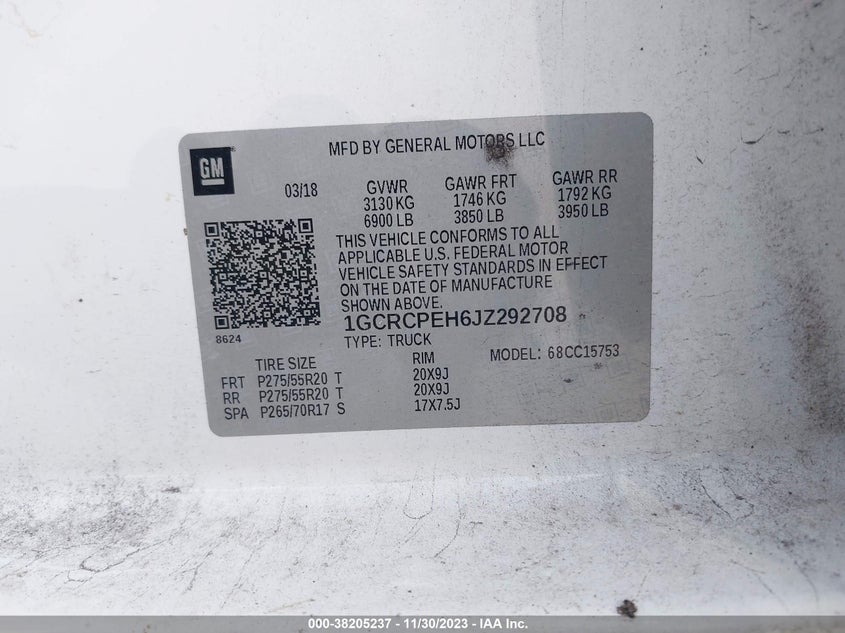 MFD BY GENERAL MOTORS LLC
GM
03/18 GVWR GAWR FRT GAWR RR
3130 KG 1746 KG 1792 KG
6900 LB 3850 LB 3950 LB
THIS VEHICLE CONFORMS TO ALL
APPLICABLE U.S. FEDERAL MOTOR
VEHICLE SAFETY STANDARDS IN EFFECT
ON THE DATE OF MANUFACTURE
SHOWN ABOVE.
1GCRCPEH6JZ292708
8624
TYPE: TRUCK MODEL: 68CC15753
TIRE SIZE RIM
FRT P275/55R20 T 20X9J
RR P275/55R20 T 20X9J
SPA P265/70R17 S 17X7.5J
000-38205237 - 11/30/2023 - IAA Inc.